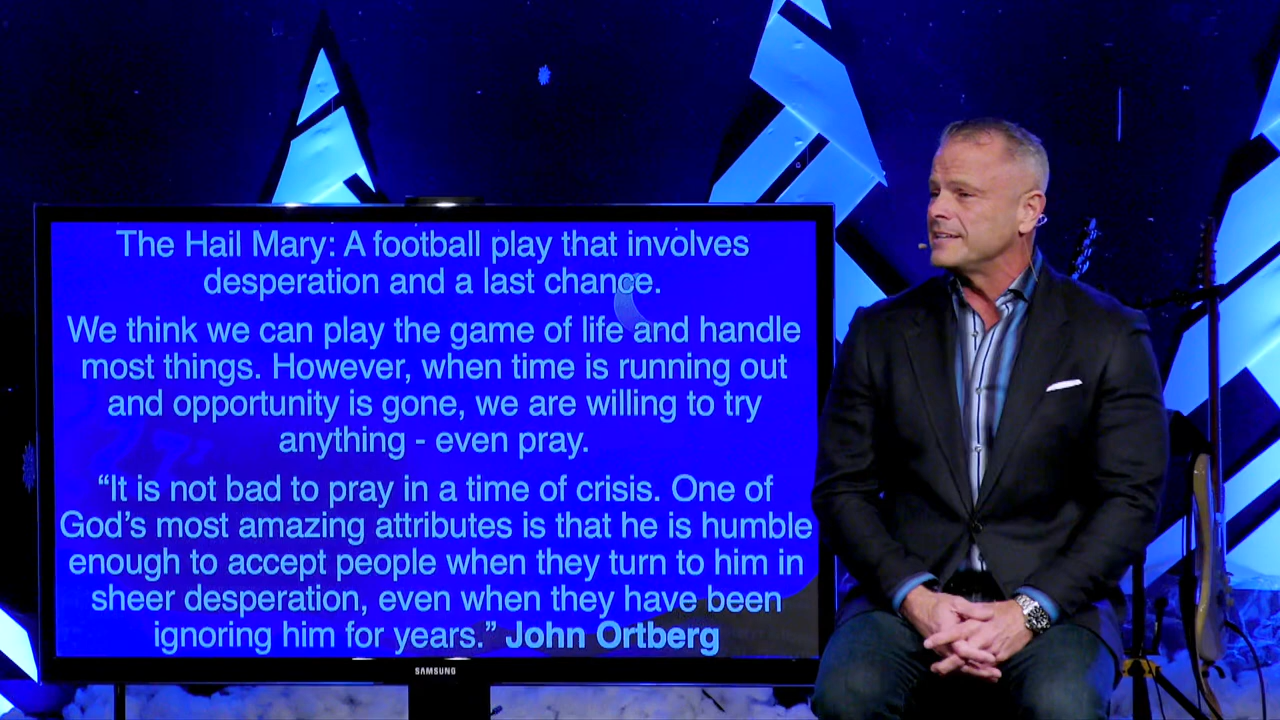 The Hail Mary: A football play that involves
desperation and a last chance.
We think we can play the game of life and handle
most things. However, when time is running out
and opportunity is gone, we are willing to try
anything - even pray.
“It is not bad to pray in a time of crisis. One of
God’s most amazing attributes is that he is humble
enough to accept people when they turn to him in
sheer desperation, even when they have been
ignoring him for years.” John Ortberg
SAMSUNG